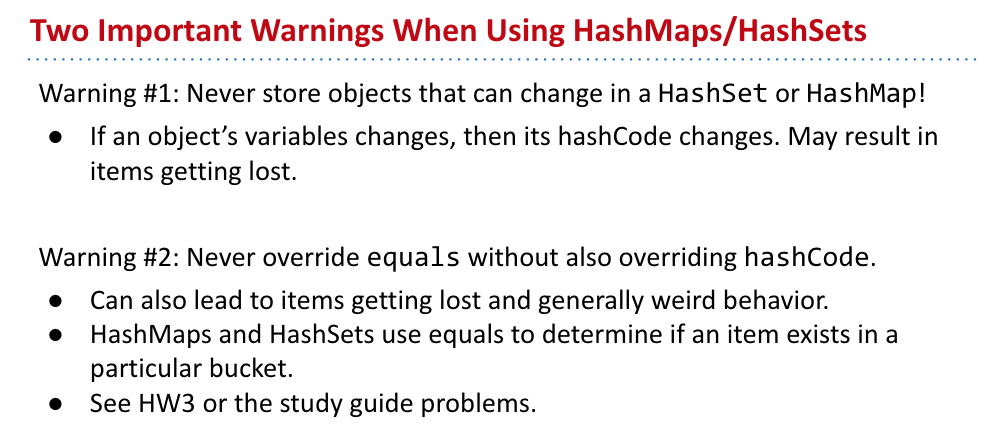 Two Important Warnings When Using HashMaps/HashSets
Warning #1: Never store objects that can change in a HashSet or HashMap!
● If an object’s variables changes, then its hashCode changes. May result in
items getting lost.
Warning #2: Never override equals without also overriding hashCode.
● Can also lead to items getting lost and generally weird behavior.
● HashMaps and HashSets use equals to determine if an item exists in a
particular bucket.
● See HW3 or the study guide problems.